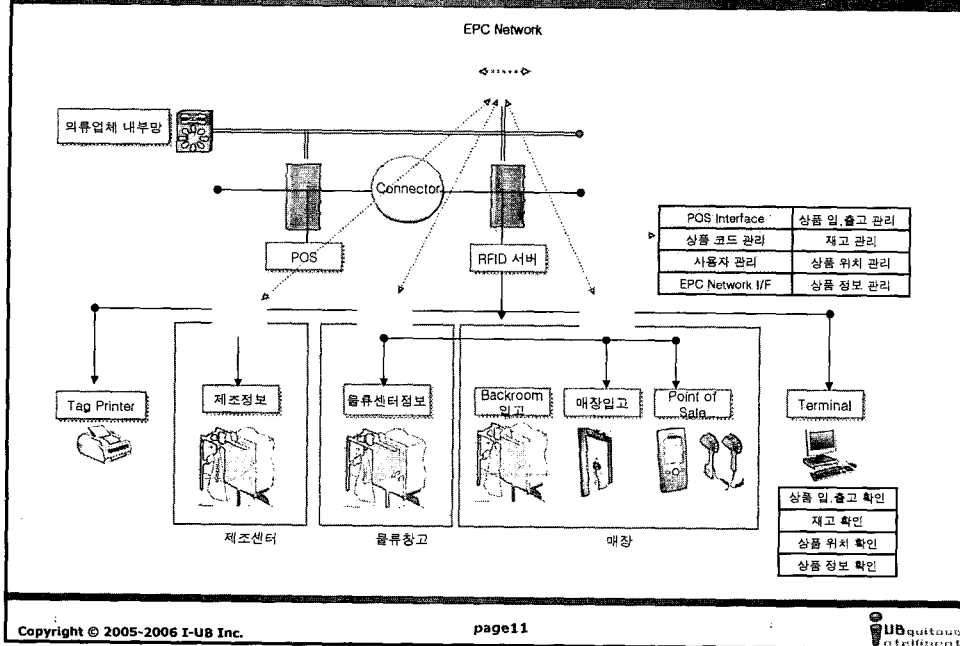 EPC Network
의류업체 내부망
Connector
POS
RFID 서버
POS Interface 상품 입,출고 관리
상품 코드 관리 재고 관리
사용자 관리 상품 위치 관리
EPC Network I/F 상품 정보 관리
Tag Printer
제조정보
물류센터정보
Backroom
입고
매장입고
Point of
Sale
Terminal
상품 입,출고 확인
재고 확인
상품 위치 확인
상품 정보 확인
제조센터
물류창고
매장
Copyright © 2005-2006 I-UB Inc.
page11
UBquitous